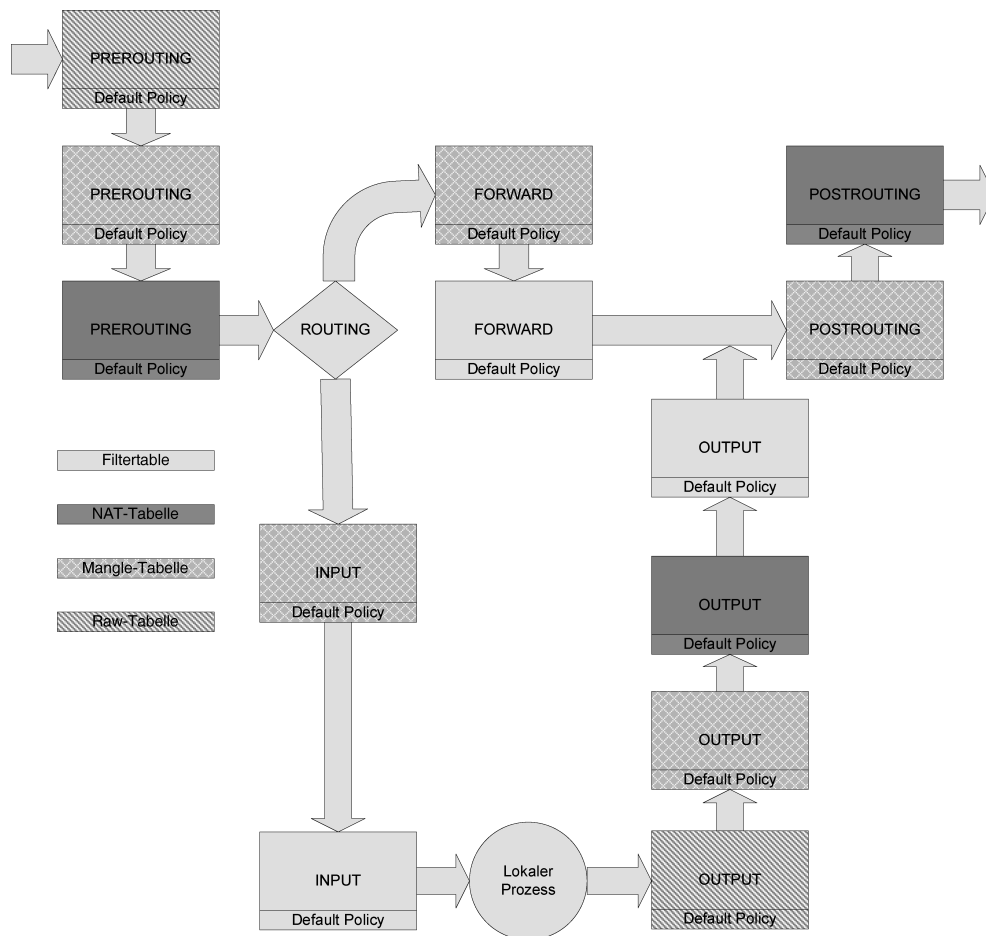 PREROUTING
Default Policy
PREROUTING
Default Policy
FORWARD
Default Policy
POSTROUTING
Default Policy
PREROUTING
Default Policy
ROUTING
FORWARD
Default Policy
POSTROUTING
Default Policy
Filtertable
NAT-Tabelle
Mangle-Tabelle
Raw-Tabelle
OUTPUT
Default Policy
INPUT
Default Policy
OUTPUT
Default Policy
OUTPUT
Default Policy
INPUT
Default Policy
Lokaler
Prozess
OUTPUT
Default Policy